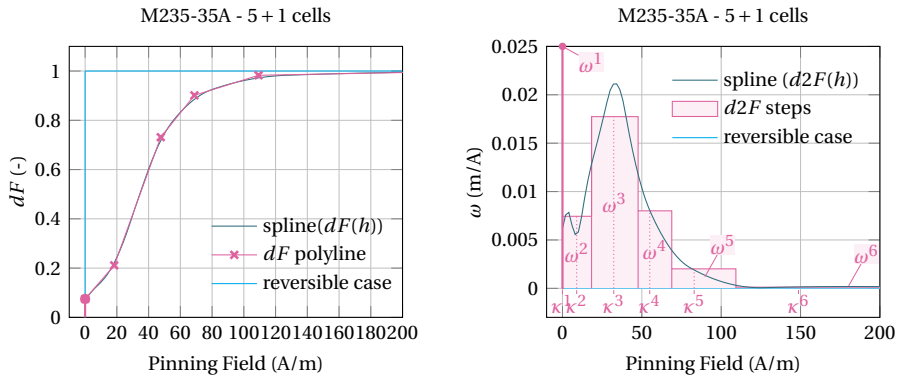 M235-35A - 5 + 1 cells
1
0.8
0.6
0.4
0.2
0
dF (-)
spline(dF(h))
dF polyline
reversible case
0 20 40 60 80 100 120 140 160 180 200
Pinning Field (A/m)
M235-35A - 5 + 1 cells
0.025
0.02
0.015
0.01
0.005
0
ω (m/A)
ω¹
spline (d2F(h))
d2F steps
reversible case
ω³
ω² ω⁴ ω⁵ ω⁶
κ¹ κ² κ³ κ⁴ κ⁵ κ⁶
0 50 100 150 200
Pinning Field (A/m)